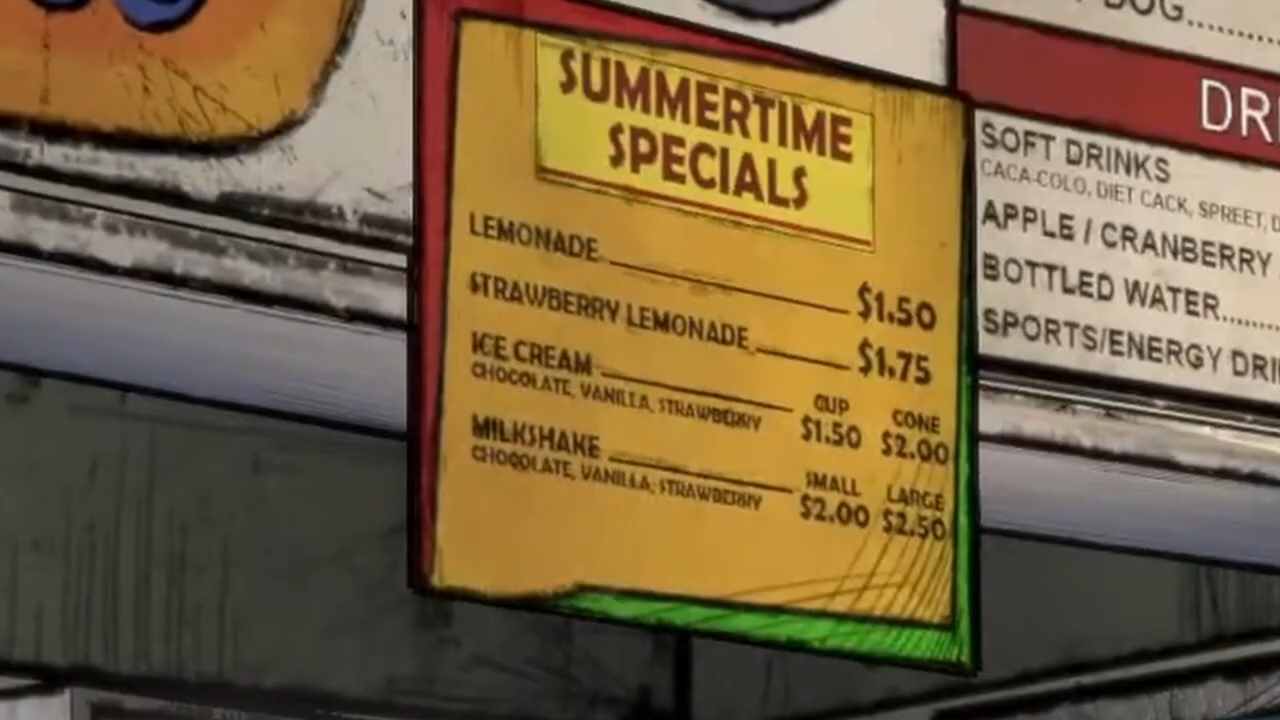 SUMMERTIME
SPECIALS
LEMONADE $1.50
STRAWBERRY LEMONADE $1.75
ICE CREAM CUP CONE
CHOCOLATE, VANILLA, STRAWBERRY $1.50 $2.00
MILKSHAKE SMALL LARGE
CHOCOLATE, VANILLA, STRAWBERRY $2.00 $2.50
DOG..........
SOFT DRINKS
CACA-COLO, DIET CACK, SPREET,
APPLE / CRANBERRY
BOTTLED WATER.......
SPORTS/ENERGY